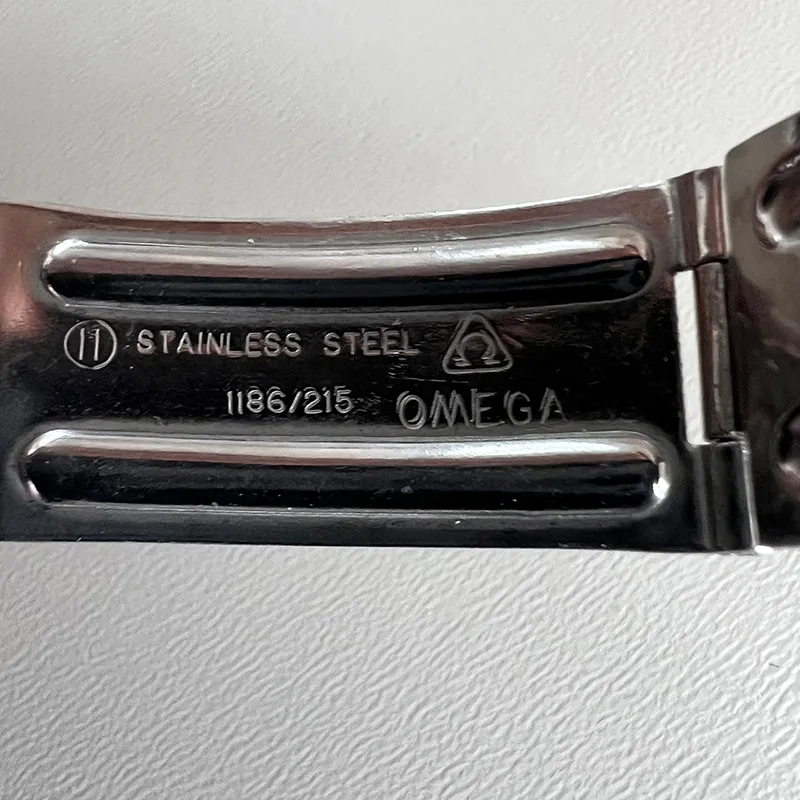 11 STAINLESS STEEL Ω
1186/215 OMEGA